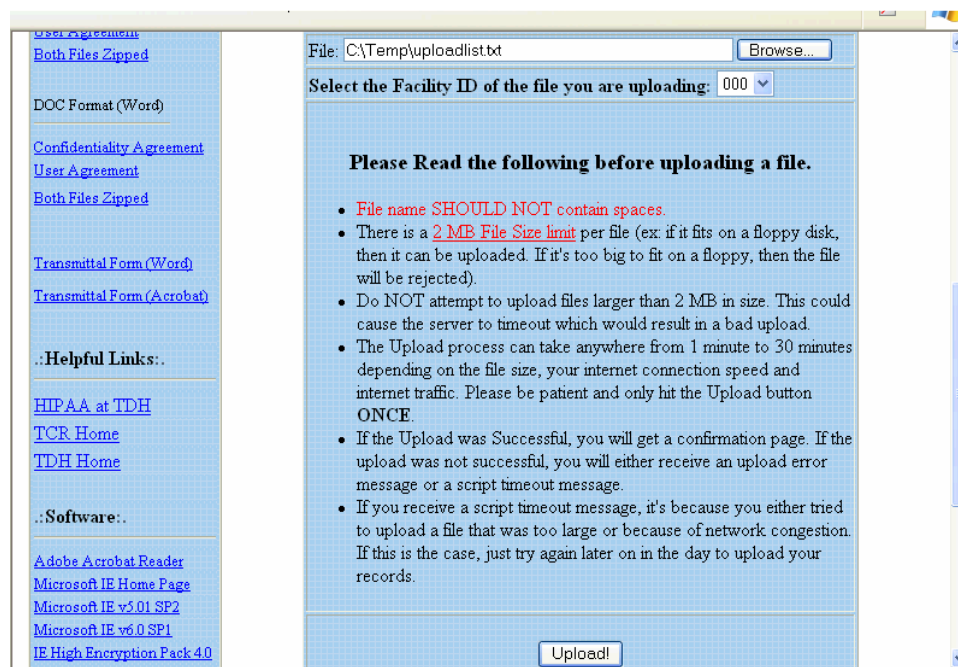 User Agreement
Both Files Zipped
DOC Format (Word)
Confidentiality Agreement
User Agreement
Both Files Zipped
Transmittal Form (Word)
Transmittal Form (Acrobat)
.:Helpful Links:.
HIPAA at TDH
TCR Home
TDH Home
.:Software:.
Adobe Acrobat Reader
Microsoft IE Home Page
Microsoft IE v5.01 SP2
Microsoft IE v6.0 SP1
IE High Encryption Pack 4.0
File: C:\Temp\uploadlist.txt Browse...
Select the Facility ID of the file you are uploading: 000
Please Read the following before uploading a file.
• File name SHOULD NOT contain spaces.
• There is a 2 MB File Size limit per file (ex: if it fits on a floppy disk,
then it can be uploaded. If it's too big to fit on a floppy, then the file
will be rejected).
• Do NOT attempt to upload files larger than 2 MB in size. This could
cause the server to timeout which would result in a bad upload.
• The Upload process can take anywhere from 1 minute to 30 minutes
depending on the file size, your internet connection speed and
internet traffic. Please be patient and only hit the Upload button
ONCE.
• If the Upload was Successful, you will get a confirmation page. If the
upload was not successful, you will either receive an upload error
message or a script timeout message.
• If you receive a script timeout message, it's because you either tried
to upload a file that was too large or because of network congestion.
If this is the case, just try again later on in the day to upload your
records.
Upload!